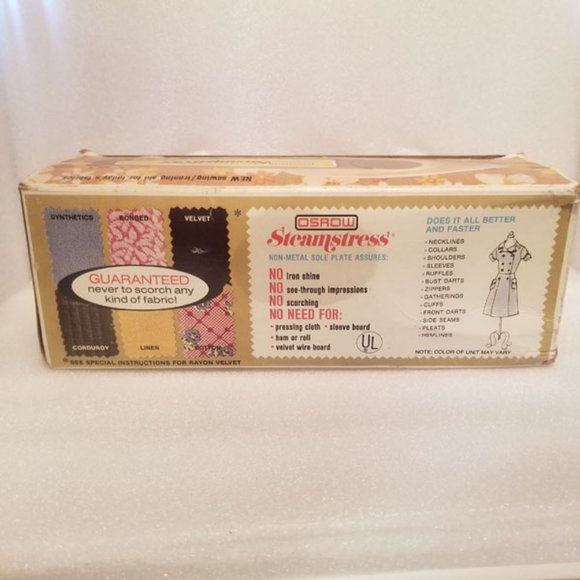 NEW sewing/ironing aid for today's fabrics
SYNTHETICS BONDED VELVET *
GUARANTEED
never to scorch any
kind of fabric!
CORDUROY LINEN COTTON
* SEE SPECIAL INSTRUCTIONS FOR RAYON VELVET
OSROW
Steamstress®
NON-METAL SOLE PLATE ASSURES:
NO Iron shine
NO see-through impressions
NO scorching
NO NEED FOR:
• pressing cloth • sleeve board
• ham or roll
• velvet wire board
UL
DOES IT ALL BETTER
AND FASTER
- NECKLINES
- COLLARS
- SHOULDERS
- SLEEVES
- RUFFLES
- BUST DARTS
- ZIPPERS
- GATHERINGS
- CUFFS
- FRONT DARTS
- SIDE SEAMS
- PLEATS
- HEMLINES
NOTE: COLOR OF UNIT MAY VARY